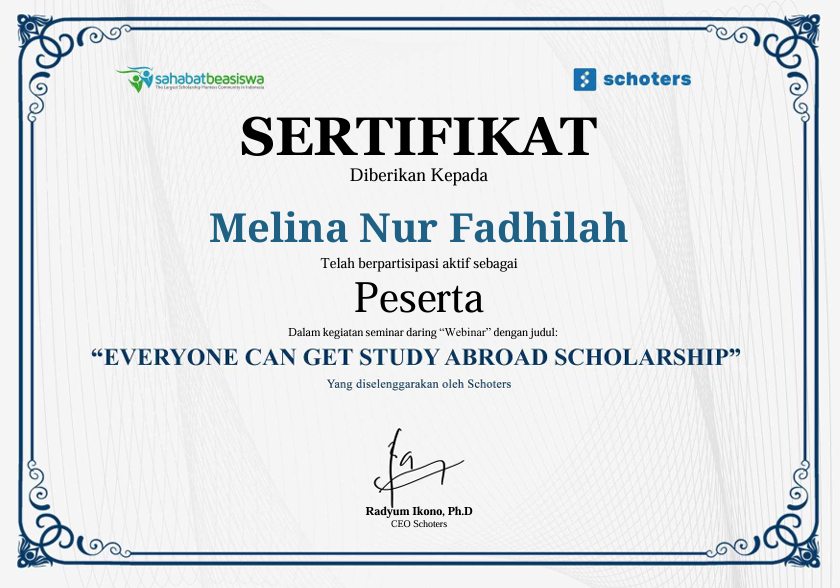 sahabatbeasiswa
The Largest Scholarship Hunters Community in Indonesia
schoters
SERTIFIKAT
Diberikan Kepada
Melina Nur Fadhilah
Telah berpartisipasi aktif sebagai
Peserta
Dalam kegiatan seminar daring “Webinar” dengan judul:
“EVERYONE CAN GET STUDY ABROAD SCHOLARSHIP”
Yang diselenggarakan oleh Schoters
Radyum Ikono, Ph.D
CEO Schoters